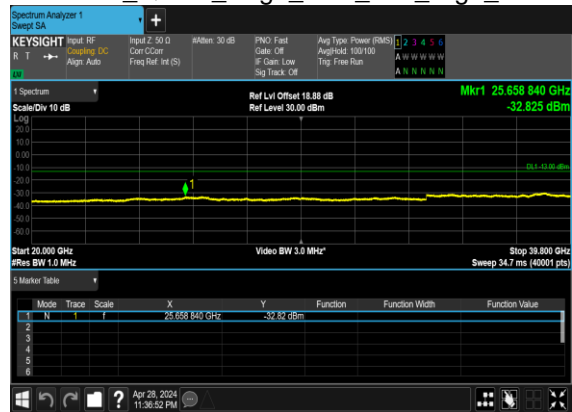 Spectrum Analyzer 1
Swept SA
+
KEYSIGHT Input: RF Input Z: 50 Ω #Atten: 30 dB PNO: Fast Avg Type: Power (RMS) 1 2 3 4 5 6
R T Coupling: DC Corr CCorr Gate: Off Avg|Hold: 100/100 A W W W W W
Align: Auto Freq Ref: Int (S) IF Gain: Low Trig: Free Run
LW Sig Track: Off A N N N N N
1 Spectrum Ref Lvl Offset 18.88 dB Mkr1 25.658 840 GHz
Scale/Div 10 dB Ref Level 30.00 dBm -32.825 dBm
Log
20.0
10.0
0.00
-10.0
DL1 -13.00 dBm
-20.0
1
-30.0
-40.0
-50.0
-60.0
Start 20.000 GHz Video BW 3.0 MHz* Stop 39.800 GHz
#Res BW 1.0 MHz Sweep 34.7 ms (40001 pts)
5 Marker Table
Mode Trace Scale X Y Function Function Width Function Value
1 N 1 f 25.658 840 GHz -32.82 dBm
2
3
4
5
6
? Apr 28, 2024
11:36:52 PM